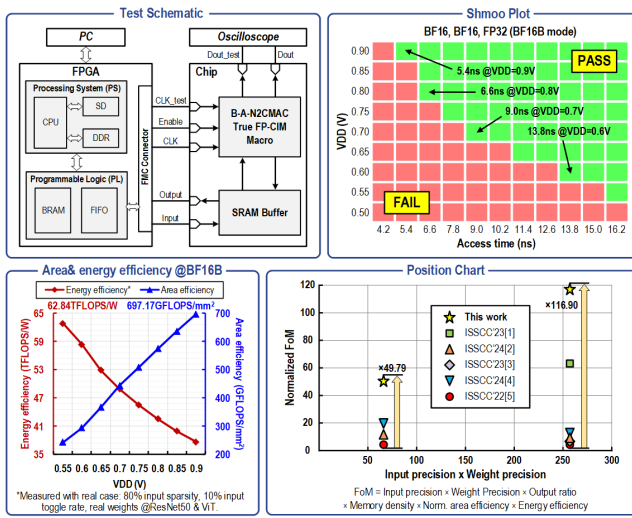 Test Schematic
PC
Oscilloscope
Dout_test
Dout
FPGA
Chip
Processing System (PS)
CPU
SD
DDR
Programmable Logic (PL)
BRAM
FIFO
FMC Connector
CLK_test
Enable
CLK
Output
Input
B-A-N2CMAC
True FP-CIM
Macro
SRAM Buffer
Shmoo Plot
BF16, BF16, FP32 (BF16B mode)
VDD (V)
0.90
0.85
0.80
0.75
0.70
0.65
0.60
0.55
0.50
PASS
5.4ns @VDD=0.9V
6.6ns @VDD=0.8V
9.0ns @VDD=0.7V
13.8ns @VDD=0.6V
FAIL
4.2 5.4 6.6 7.8 9.0 10.2 11.4 12.6 13.8 15.0 16.2
Access time (ns)
Area& energy efficiency @BF16B
Energy efficiency* Area efficiency
62.84TFLOPS/W 697.17GFLOPS/mm²
Energy efficiency (TFLOPS/W)
65
59
53
47
41
35
Area efficiency (GFLOPS/mm²)
700
600
500
400
300
200
0.55 0.6 0.65 0.7 0.75 0.8 0.85 0.9
VDD (V)
*Measured with real case: 80% input sparsity, 10% input
toggle rate, real weights @ResNet50 & ViT.
Position Chart
Normalized FoM
120
100
80
60
40
20
0
×49.79
×116.90
This work
ISSCC'23[1]
ISSCC'24[2]
ISSCC'23[3]
ISSCC'24[4]
ISSCC'22[5]
50 100 150 200 250 300
Input precision x Weight precision
FoM = Input precision × Weight Precision × Output ratio
× Memory density × Norm. area efficiency × Energy efficiency